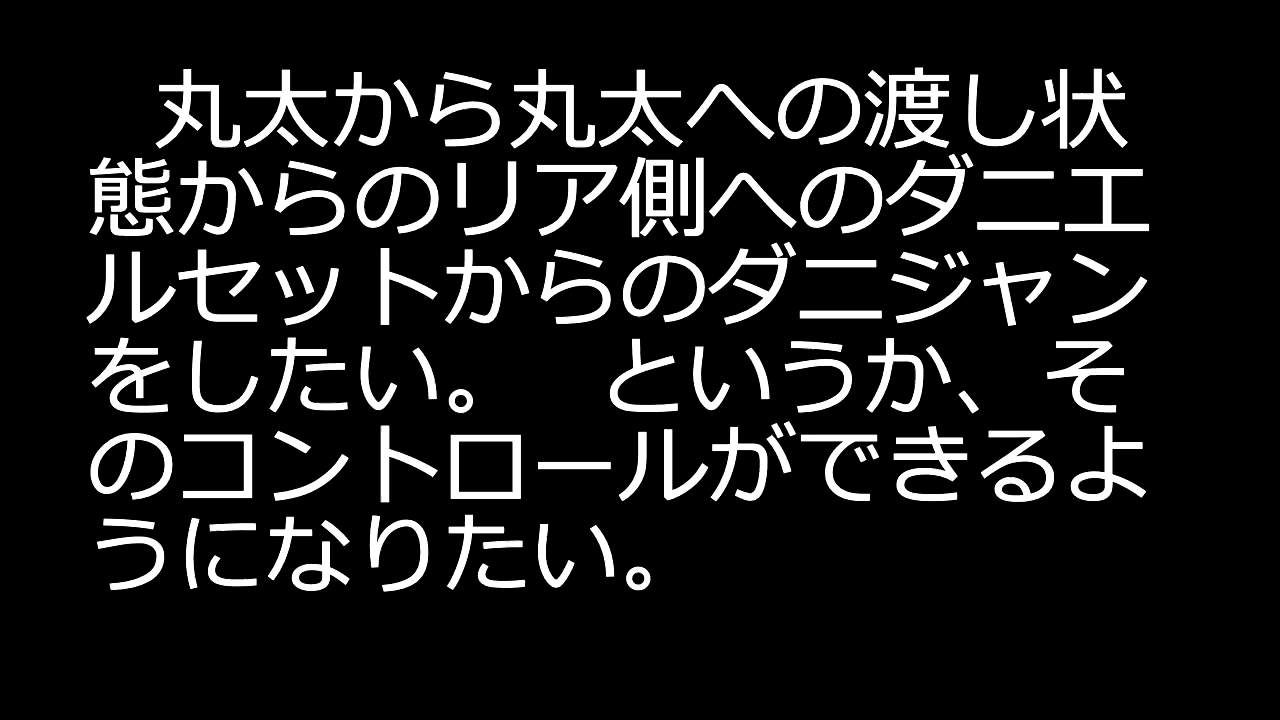 丸太から丸太への渡し状
態からのリア側へのダニエ
ルセットからのダニジャン
をしたい。　というか、そ
のコントロールができるよ
うになりたい。